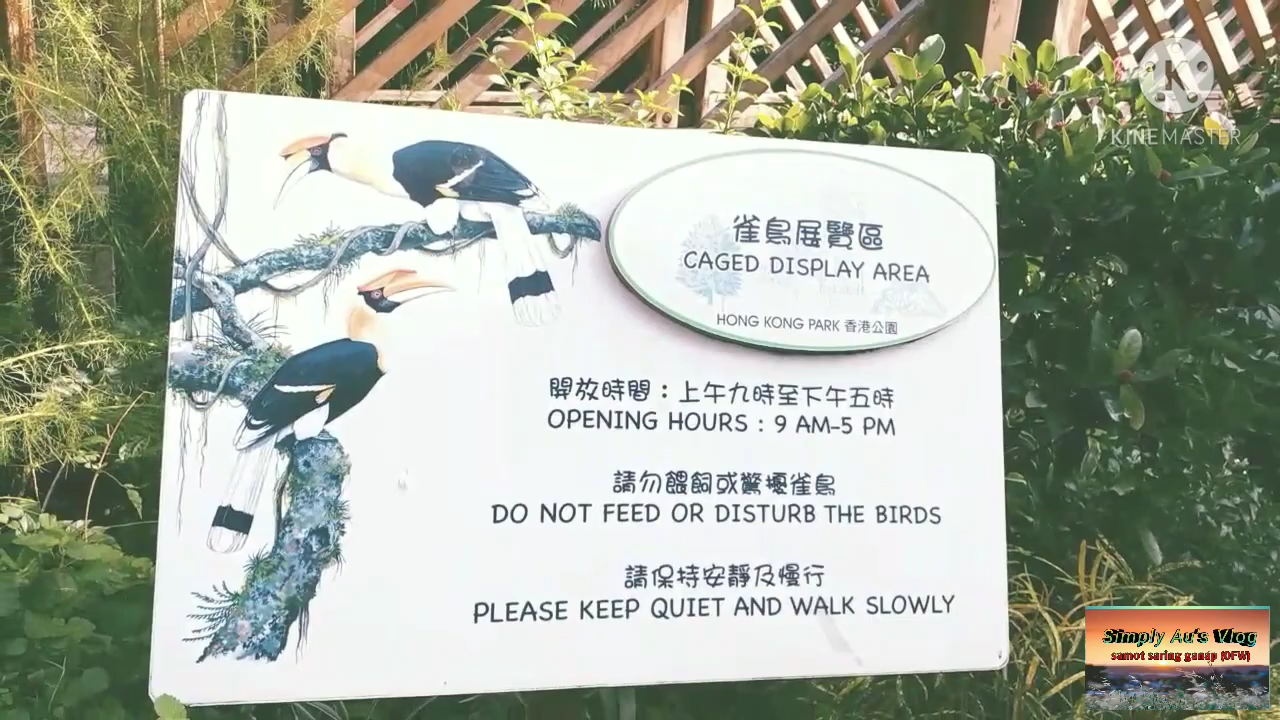 KINEMASTER
雀鳥展覽區
CAGED DISPLAY AREA
HONG KONG PARK 香港公園
開放時間：上午九時至下午五時
OPENING HOURS : 9 AM-5 PM
請勿餵飼或驚擾雀鳥
DO NOT FEED OR DISTURB THE BIRDS
請保持安靜及慢行
PLEASE KEEP QUIET AND WALK SLOWLY
Simply Au's Vlog
samot saring ganap (OFW)